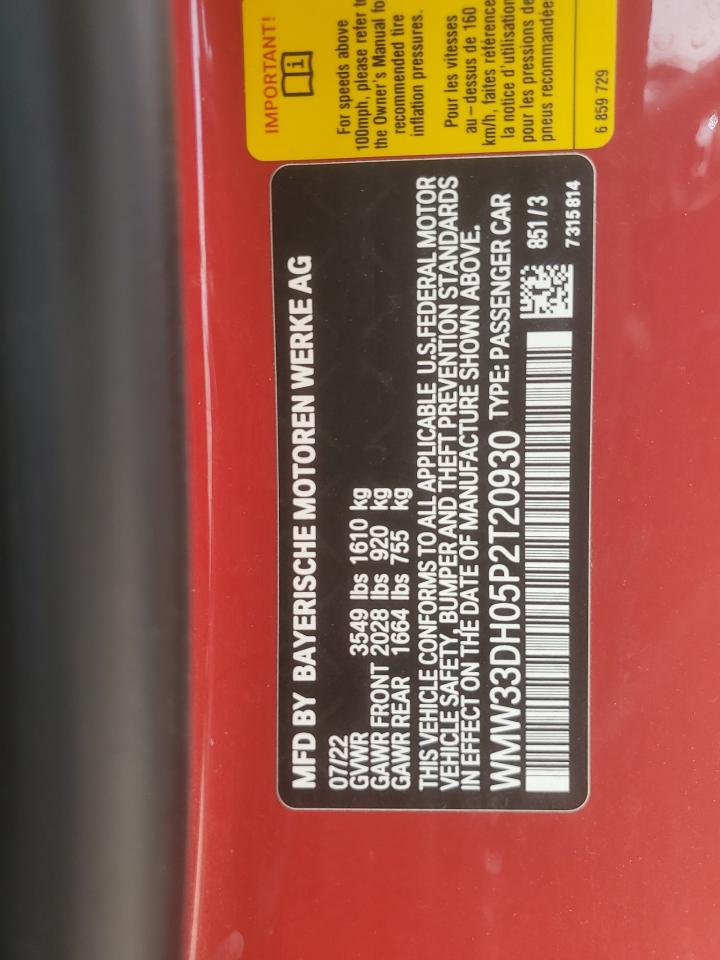 MFD BY BAYERISCHE MOTOREN WERKE AG
07/22
GVWR 3549 lbs 1610 kg
GAWR FRONT 2028 lbs 920 kg
GAWR REAR 1664 lbs 755 kg
THIS VEHICLE CONFORMS TO ALL APPLICABLE U.S.FEDERAL MOTOR
VEHICLE SAFETY, BUMPER AND THEFT PREVENTION STANDARDS
IN EFFECT ON THE DATE OF MANUFACTURE SHOWN ABOVE.
WMW33DH05P2T20930 TYPE: PASSENGER CAR
851 / 3
7315814
IMPORTANT!
i
For speeds above
100mph, please refer
the Owner's Manual
recommended tire
inflation pressures.
Pour les vitesses
au-dessus de 160
km/h, faites
la notice d'utilisation
pour les pressions de
pneus
6 859 729